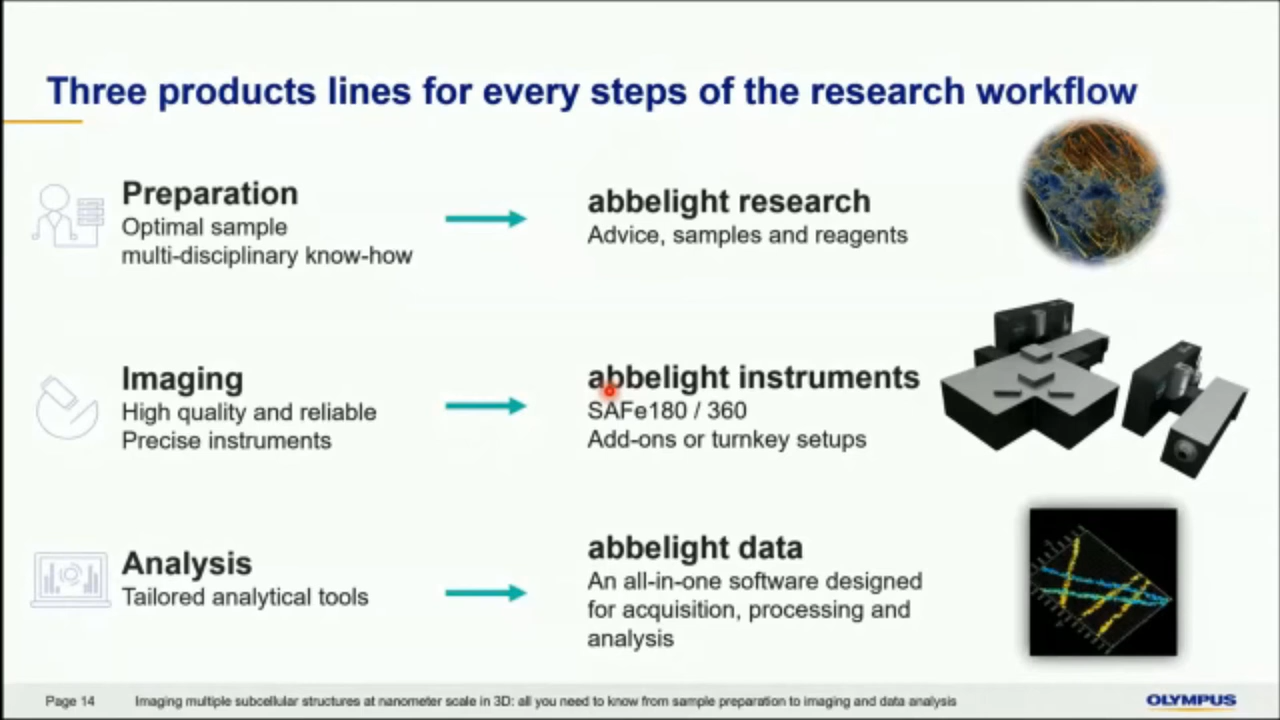 Three products lines for every steps of the research workflow
Preparation
Optimal sample
multi-disciplinary know-how
abbelight research
Advice, samples and reagents
Imaging
High quality and reliable
Precise instruments
abbelight instruments
SAFe180 / 360
Add-ons or turnkey setups
Analysis
Tailored analytical tools
abbelight data
An all-in-one software designed
for acquisition, processing and
analysis
Page 14
Imaging multiple subcellular structures at nanometer scale in 3D: all you need to know from sample preparation to imaging and data analysis
OLYMPUS